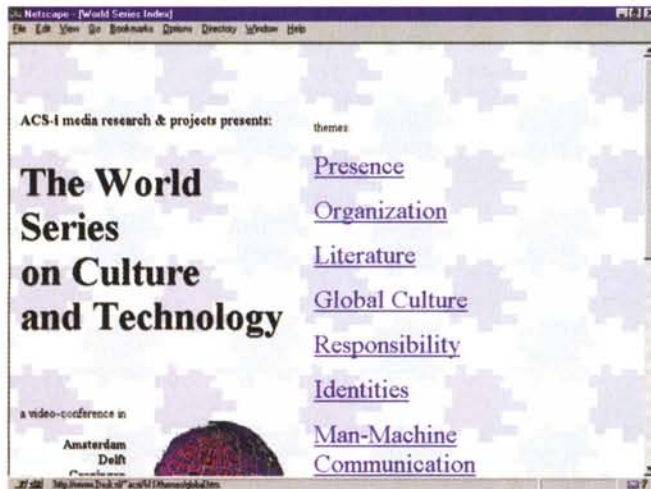 Netscape - [World Series Index]
File Edit View Go Bookmarks Options Directory Window Help
ACS-i media research & projects presents:
The World
Series
on Culture
and Technology
a video-conference in
Amsterdam
Delft
themes:
Presence
Organization
Literature
Global Culture
Responsibility
Identities
Man-Machine
Communication